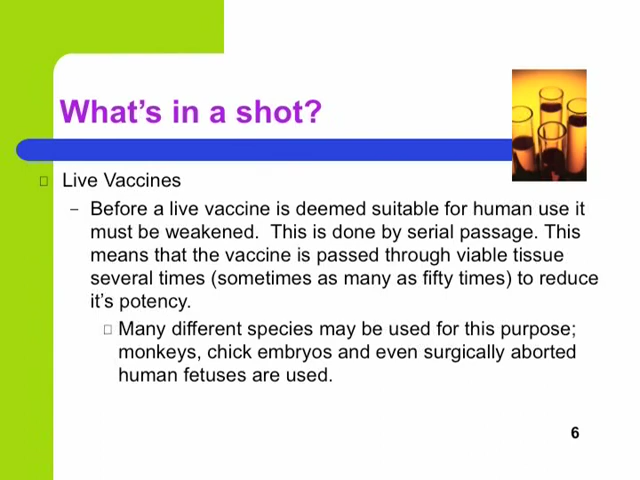 What's in a shot?
Live Vaccines
– Before a live vaccine is deemed suitable for human use it
must be weakened.  This is done by serial passage. This
means that the vaccine is passed through viable tissue
several times (sometimes as many as fifty times) to reduce
it's potency.
Many different species may be used for this purpose;
monkeys, chick embryos and even surgically aborted
human fetuses are used.
6